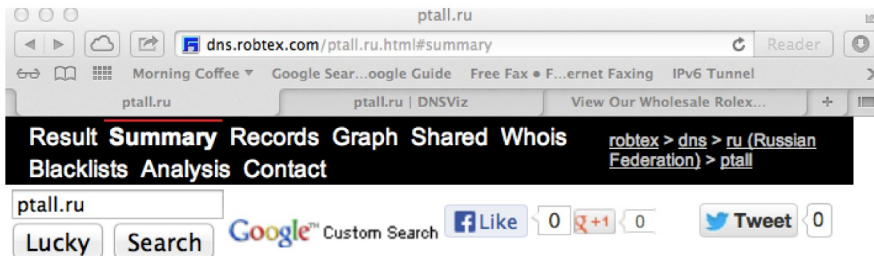 ptall.ru
dns.robtex.com/ptall.ru.html#summary
Reader
Morning Coffee Google Sear...oogle Guide Free Fax • F...ernet Faxing IPv6 Tunnel
ptall.ru ptall.ru | DNSViz View Our Wholesale Rolex... +
Result Summary Records Graph Shared Whois
Blacklists Analysis Contact
robtex > dns > ru (Russian
Federation) > ptall
ptall.ru
Lucky Search Google™ Custom Search f Like 0 g +1 0 Tweet 0